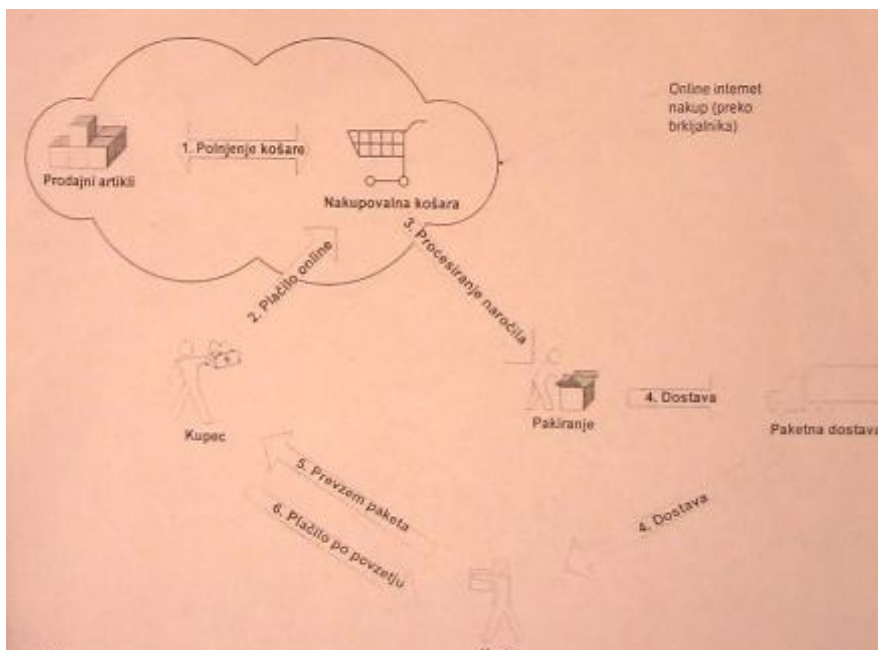 Online internet
nakup (preko
brkljalnika)
1. Polnjenje košare
Prodajni artikli
Nakupovalna košara
2. Plačilo online
3. Procesiranje naročila
Kupec
Pakiranje
4. Dostava
Paketna dostava
5. Prevzem paketa
4. Dostava
6. Plačilo po povzetju